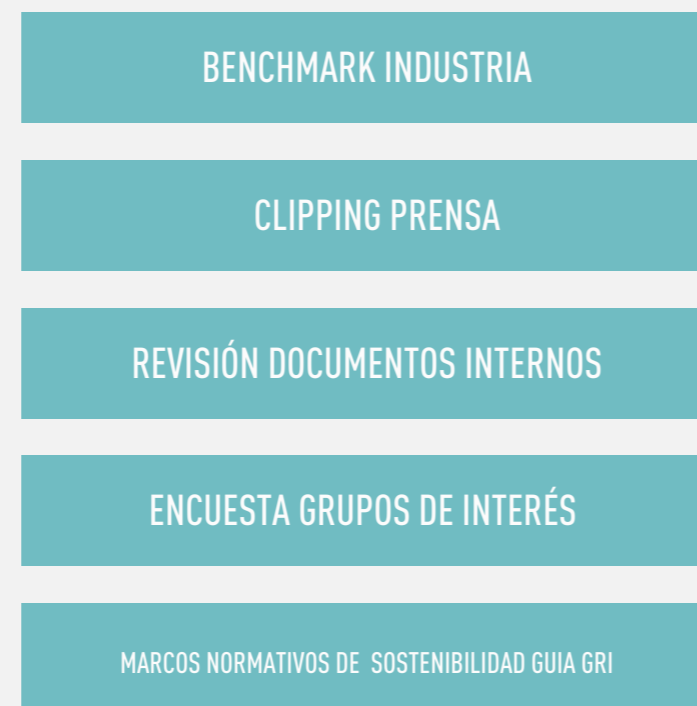 BENCHMARK INDUSTRIA
CLIPPING PRENSA
REVISIÓN DOCUMENTOS INTERNOS
ENCUESTA GRUPOS DE INTERÉS
MARCOS NORMATIVOS DE SOSTENIBILIDAD GUIA GRI